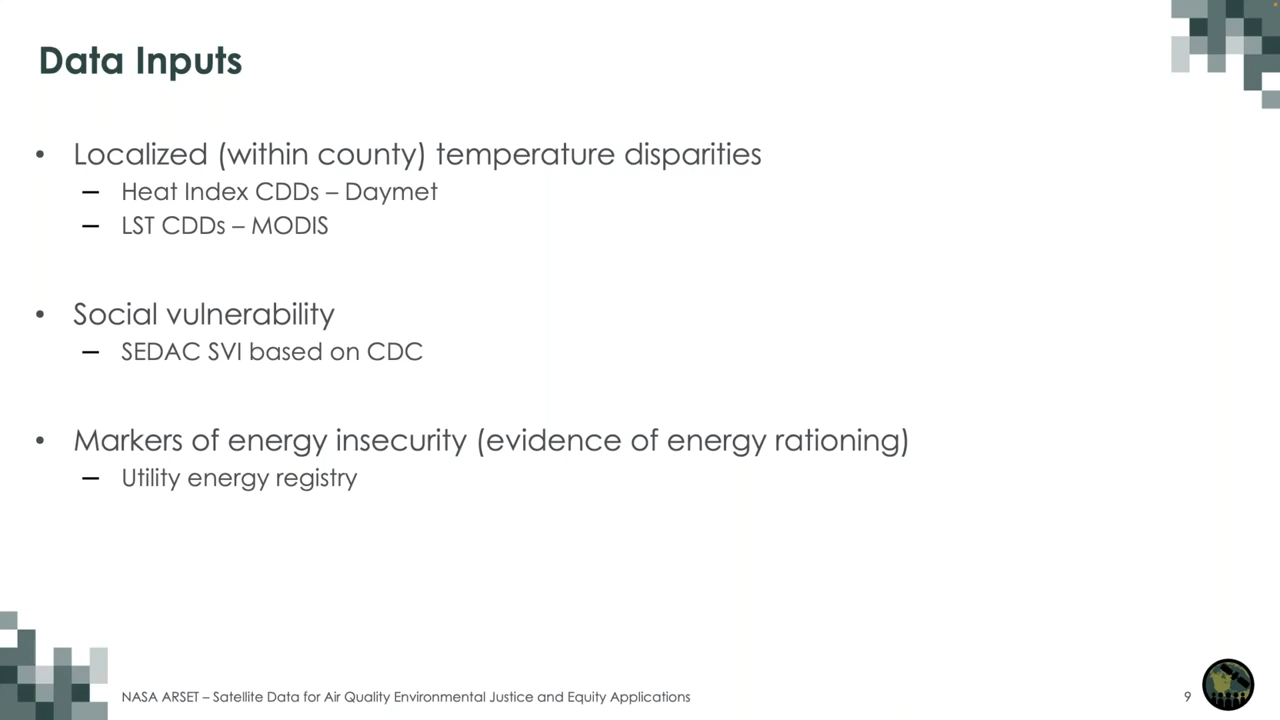 Data Inputs
• Localized (within county) temperature disparities
– Heat Index CDDs – Daymet
– LST CDDs – MODIS
• Social vulnerability
– SEDAC SVI based on CDC
• Markers of energy insecurity (evidence of energy rationing)
– Utility energy registry
NASA ARSET – Satellite Data for Air Quality Environmental Justice and Equity Applications
9